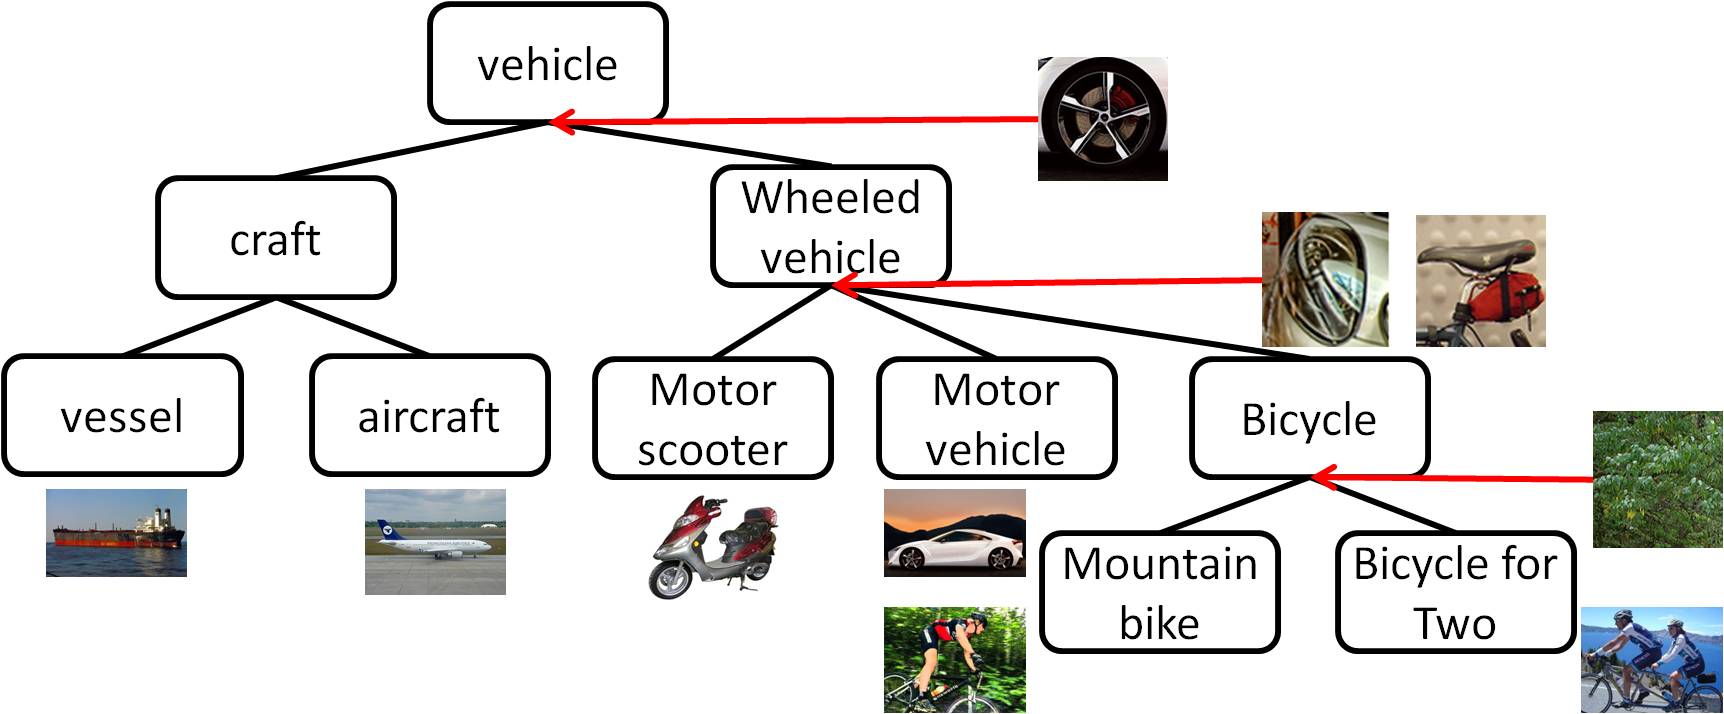 vehicle
craft
Wheeled
vehicle
vessel
aircraft
Motor
scooter
Motor
vehicle
Bicycle
Mountain
bike
Bicycle for
Two